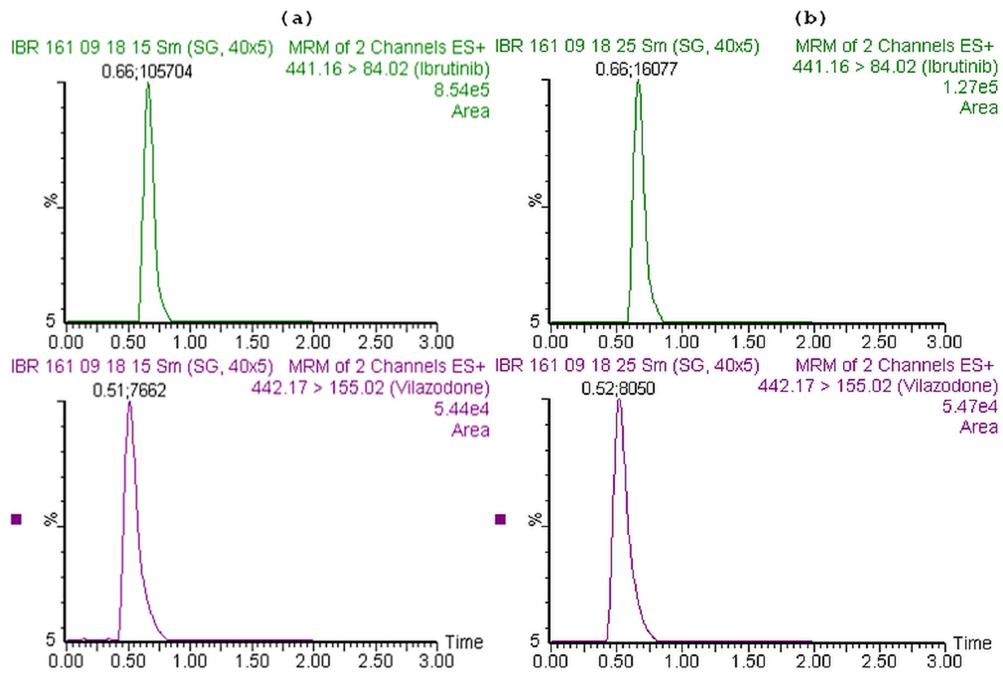 (a)
IBR 161 09 18 15 Sm (SG, 40x5) MRM of 2 Channels ES+
0.66;105704 441.16 > 84.02 (Ibrutinib)
8.54e5
Area
%
5
0.00 0.50 1.00 1.50 2.00 2.50 3.00
(b)
IBR 161 09 18 25 Sm (SG, 40x5) MRM of 2 Channels ES+
0.66;16077 441.16 > 84.02 (Ibrutinib)
1.27e5
Area
%
5
0.00 0.50 1.00 1.50 2.00 2.50 3.00
IBR 161 09 18 15 Sm (SG, 40x5) MRM of 2 Channels ES+
0.51;7662 442.17 > 155.02 (Vilazodone)
5.44e4
Area
%
5
Time
0.00 0.50 1.00 1.50 2.00 2.50 3.00
IBR 161 09 18 25 Sm (SG, 40x5) MRM of 2 Channels ES+
0.52;8050 442.17 > 155.02 (Vilazodone)
5.47e4
Area
%
5
Time
0.00 0.50 1.00 1.50 2.00 2.50 3.00